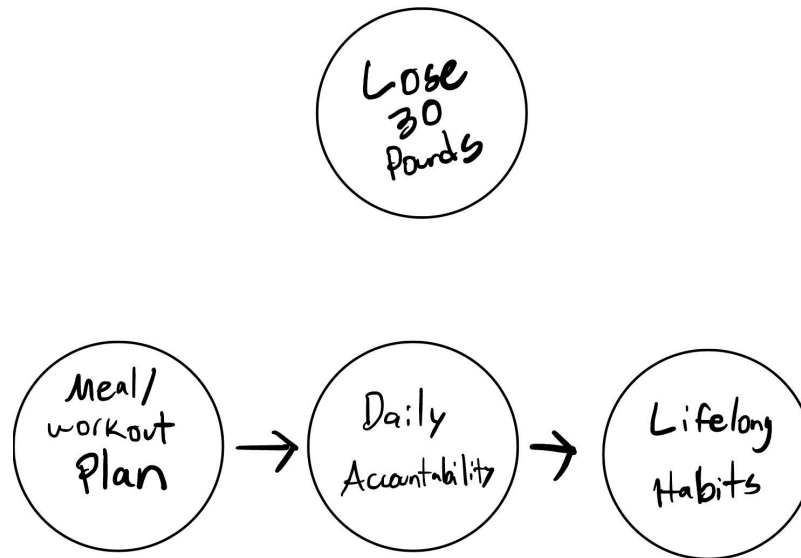 Lose
30
Pounds
Meal/
workout
Plan
Daily
Accountability
Lifelong
Habits